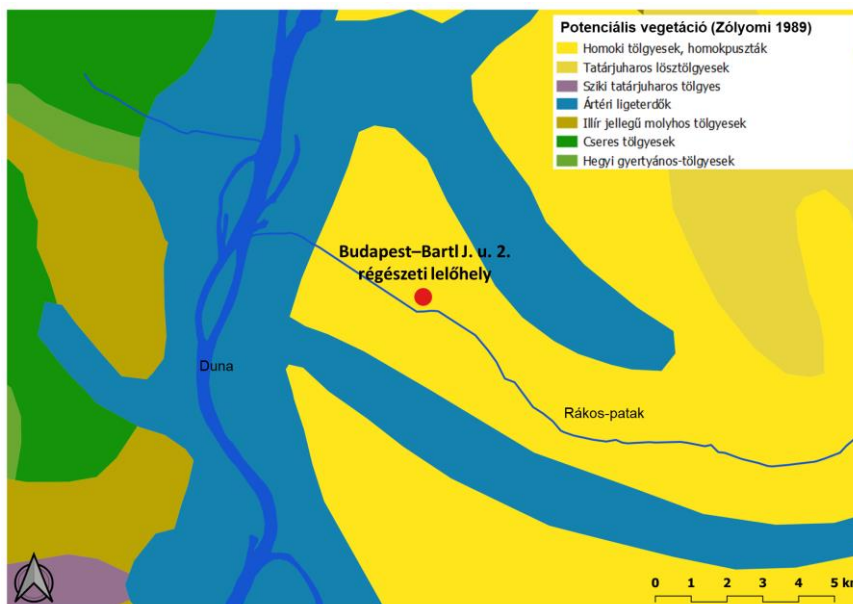 Potenciális vegetáció (Zólyomi 1989)
Homoki tölgyesek, homokpuszták
Tatárjuharos lösztölgyesek
Sziki tatárjuharos tölgyes
Ártéri ligeterdők
Illír jellegű molyhos tölgyesek
Cseres tölgyesek
Hegyi gyertyános-tölgyesek
Budapest–Bartl J. u. 2.
régészeti lelőhely
Duna
Rákos-patak
0 1 2 3 4 5 km